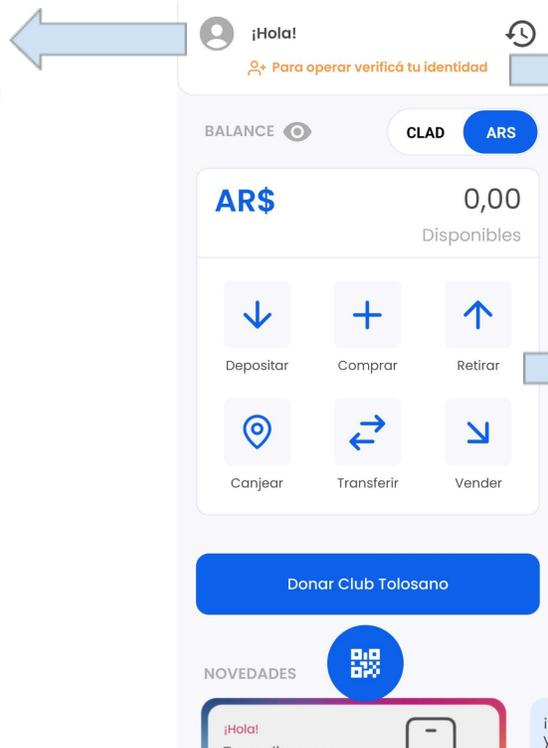 ¡Hola!
Para operar verificá tu identidad
BALANCE
CLAD
ARS
AR$
0,00
Disponibles
Depositar
Comprar
Retirar
Canjear
Transferir
Vender
Donar Club Tolosano
NOVEDADES
¡Hola!